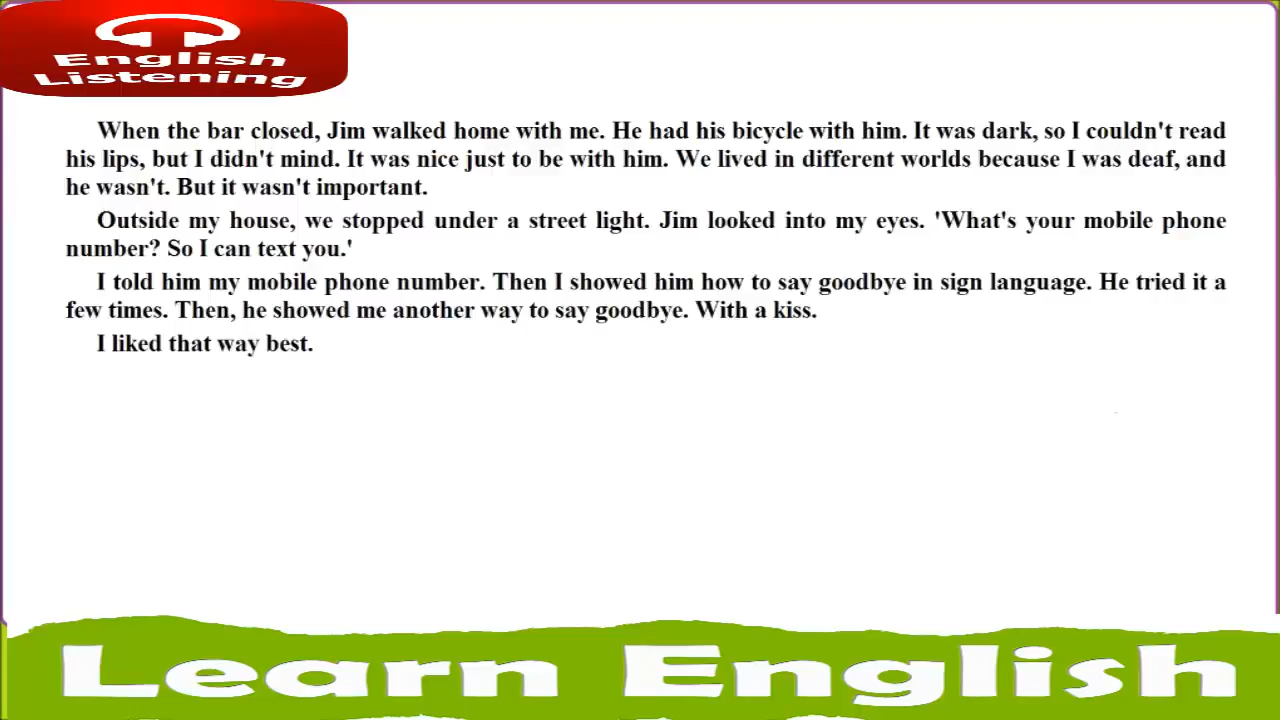 English
Listening
When the bar closed, Jim walked home with me. He had his bicycle with him. It was dark, so I couldn't read
his lips, but I didn't mind. It was nice just to be with him. We lived in different worlds because I was deaf, and
he wasn't. But it wasn't important.
Outside my house, we stopped under a street light. Jim looked into my eyes. 'What's your mobile phone
number? So I can text you.'
I told him my mobile phone number. Then I showed him how to say goodbye in sign language. He tried it a
few times. Then, he showed me another way to say goodbye. With a kiss.
I liked that way best.
Learn English